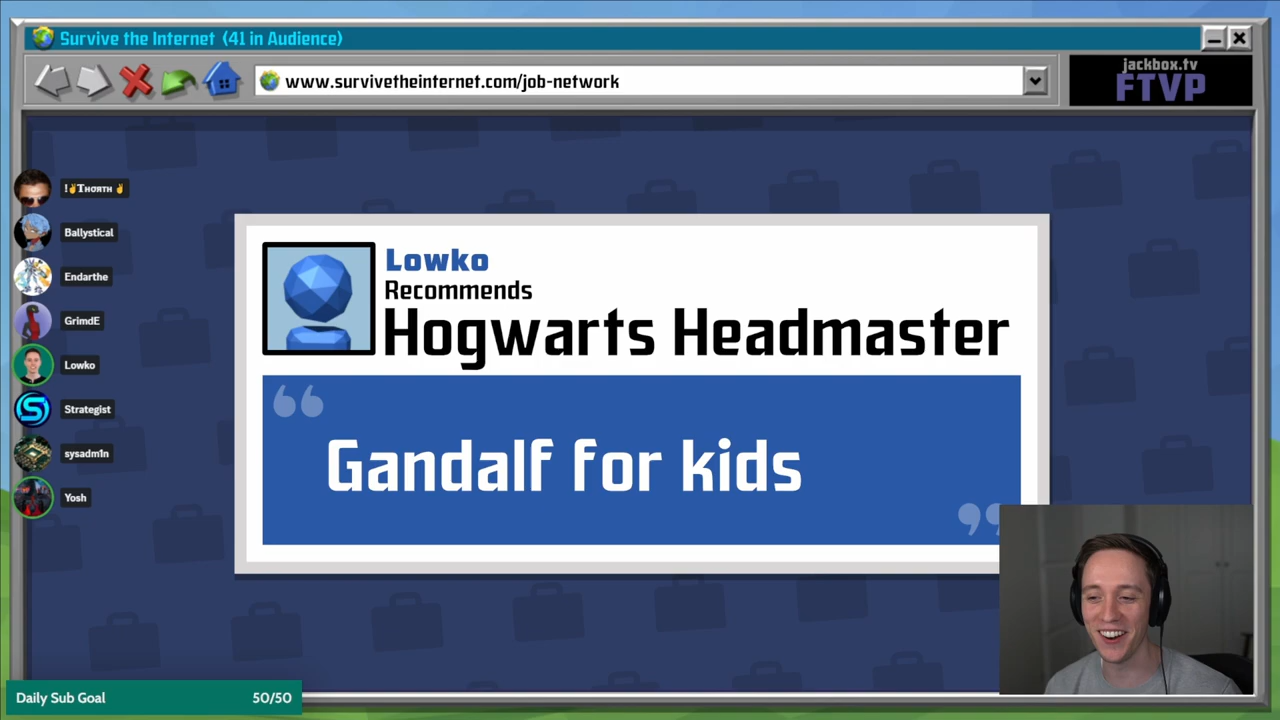 Survive the Internet (41 in Audience)
www.survivetheinternet.com/job-network
jackbox.tv
FTVP
!✌Thorth ✌
Ballystical
Endarthe
GrimdE
Lowko
Strategist
sysadm1n
Yosh
Lowko
Recommends
Hogwarts Headmaster
“
Gandalf for kids
”
Daily Sub Goal 50/50